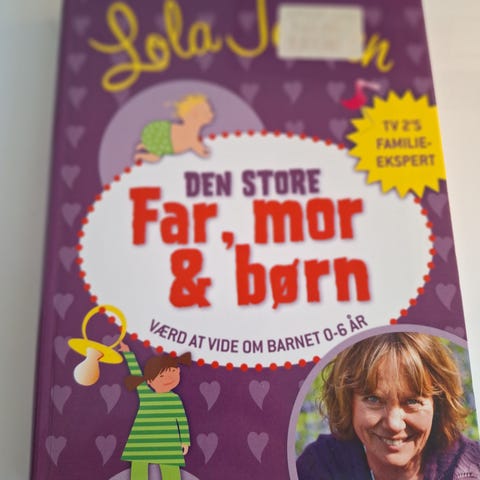 Lola
TV 2'S
FAMILIE-
EKSPERT
DEN STORE
Far, mor
& børn
VÆRD AT VIDE OM BARNET 0-6 ÅR